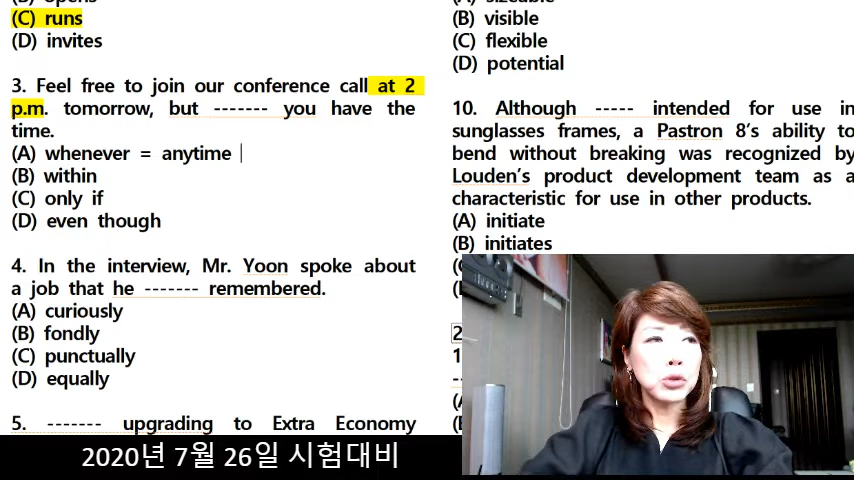 (C) runs
(D) invites
3. Feel free to join our conference call at 2
p.m. tomorrow, but ------- you have the
time.
(A) whenever = anytime
(B) within
(C) only if
(D) even though
4. In the interview, Mr. Yoon spoke about
a job that he ------- remembered.
(A) curiously
(B) fondly
(C) punctually
(D) equally
5. ------- upgrading to Extra Economy
(B) visible
(C) flexible
(D) potential
10. Although ----- intended for use in
sunglasses frames, a Pastron 8’s ability to
bend without breaking was recognized by
Louden’s product development team as a
characteristic for use in other products.
(A) initiate
(B) initiates
2020년 7월 26일 시험대비